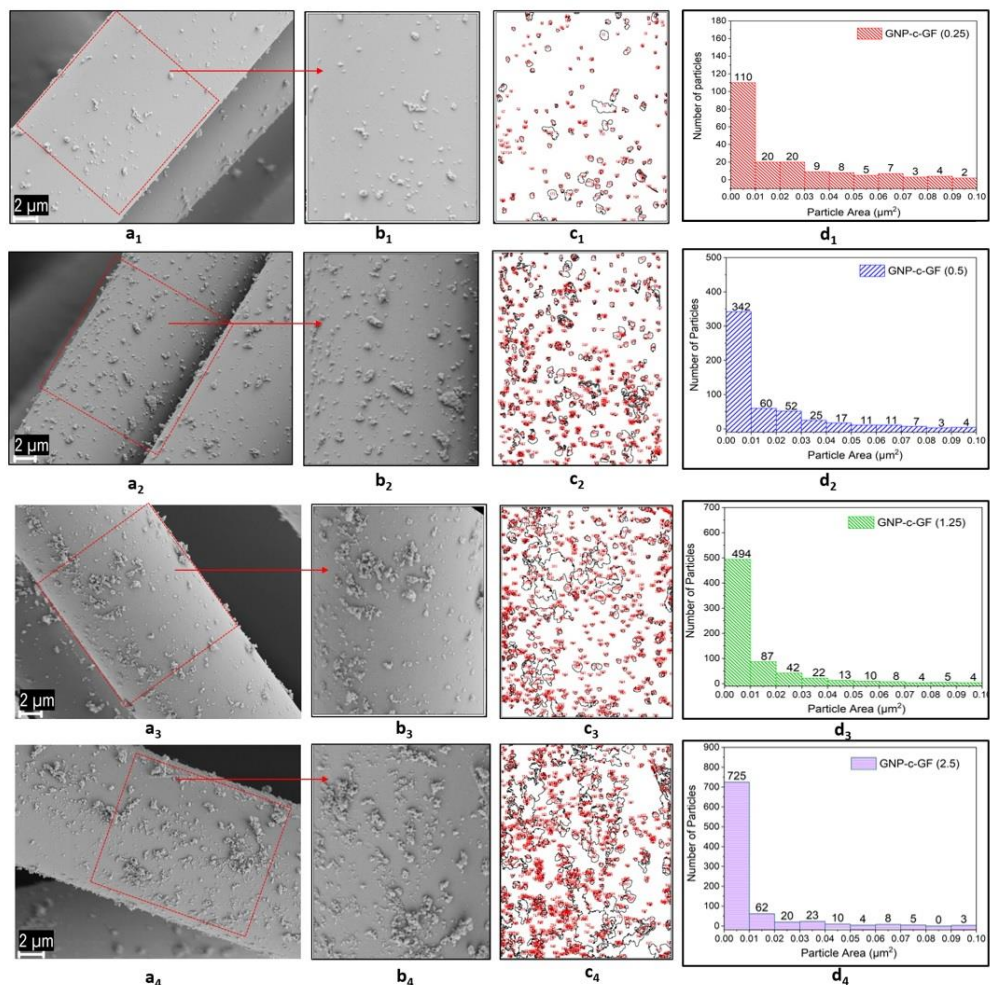 2 µm
a1
b1
c1
Number of particles
180
160
140
120
100
80
60
40
20
0
GNP-c-GF (0.25)
110
20 20 9 8 5 7 3 4 2
0.00 0.01 0.02 0.03 0.04 0.05 0.06 0.07 0.08 0.09 0.10
Particle Area (µm²)
d1
2 µm
a2
b2
c2
Number of Particles
500
400
300
200
100
0
GNP-c-GF (0.5)
342
60 52 25 17 11 11 7 3 4
0.00 0.01 0.02 0.03 0.04 0.05 0.06 0.07 0.08 0.09 0.10
Particle Area (µm²)
d2
2 µm
a3
b3
c3
Number of Particles
700
600
500
400
300
200
100
0
GNP-c-GF (1.25)
494
87 42 22 13 10 8 4 5 4
0.00 0.01 0.02 0.03 0.04 0.05 0.06 0.07 0.08 0.09 0.10
Particle Area (µm²)
d3
2 µm
a4
b4
c4
Number of Particles
900
800
700
600
500
400
300
200
100
0
GNP-c-GF (2.5)
725
62 20 23 10 4 8 5 0 3
0.00 0.01 0.02 0.03 0.04 0.05 0.06 0.07 0.08 0.09 0.10
Particle Area (µm²)
d4